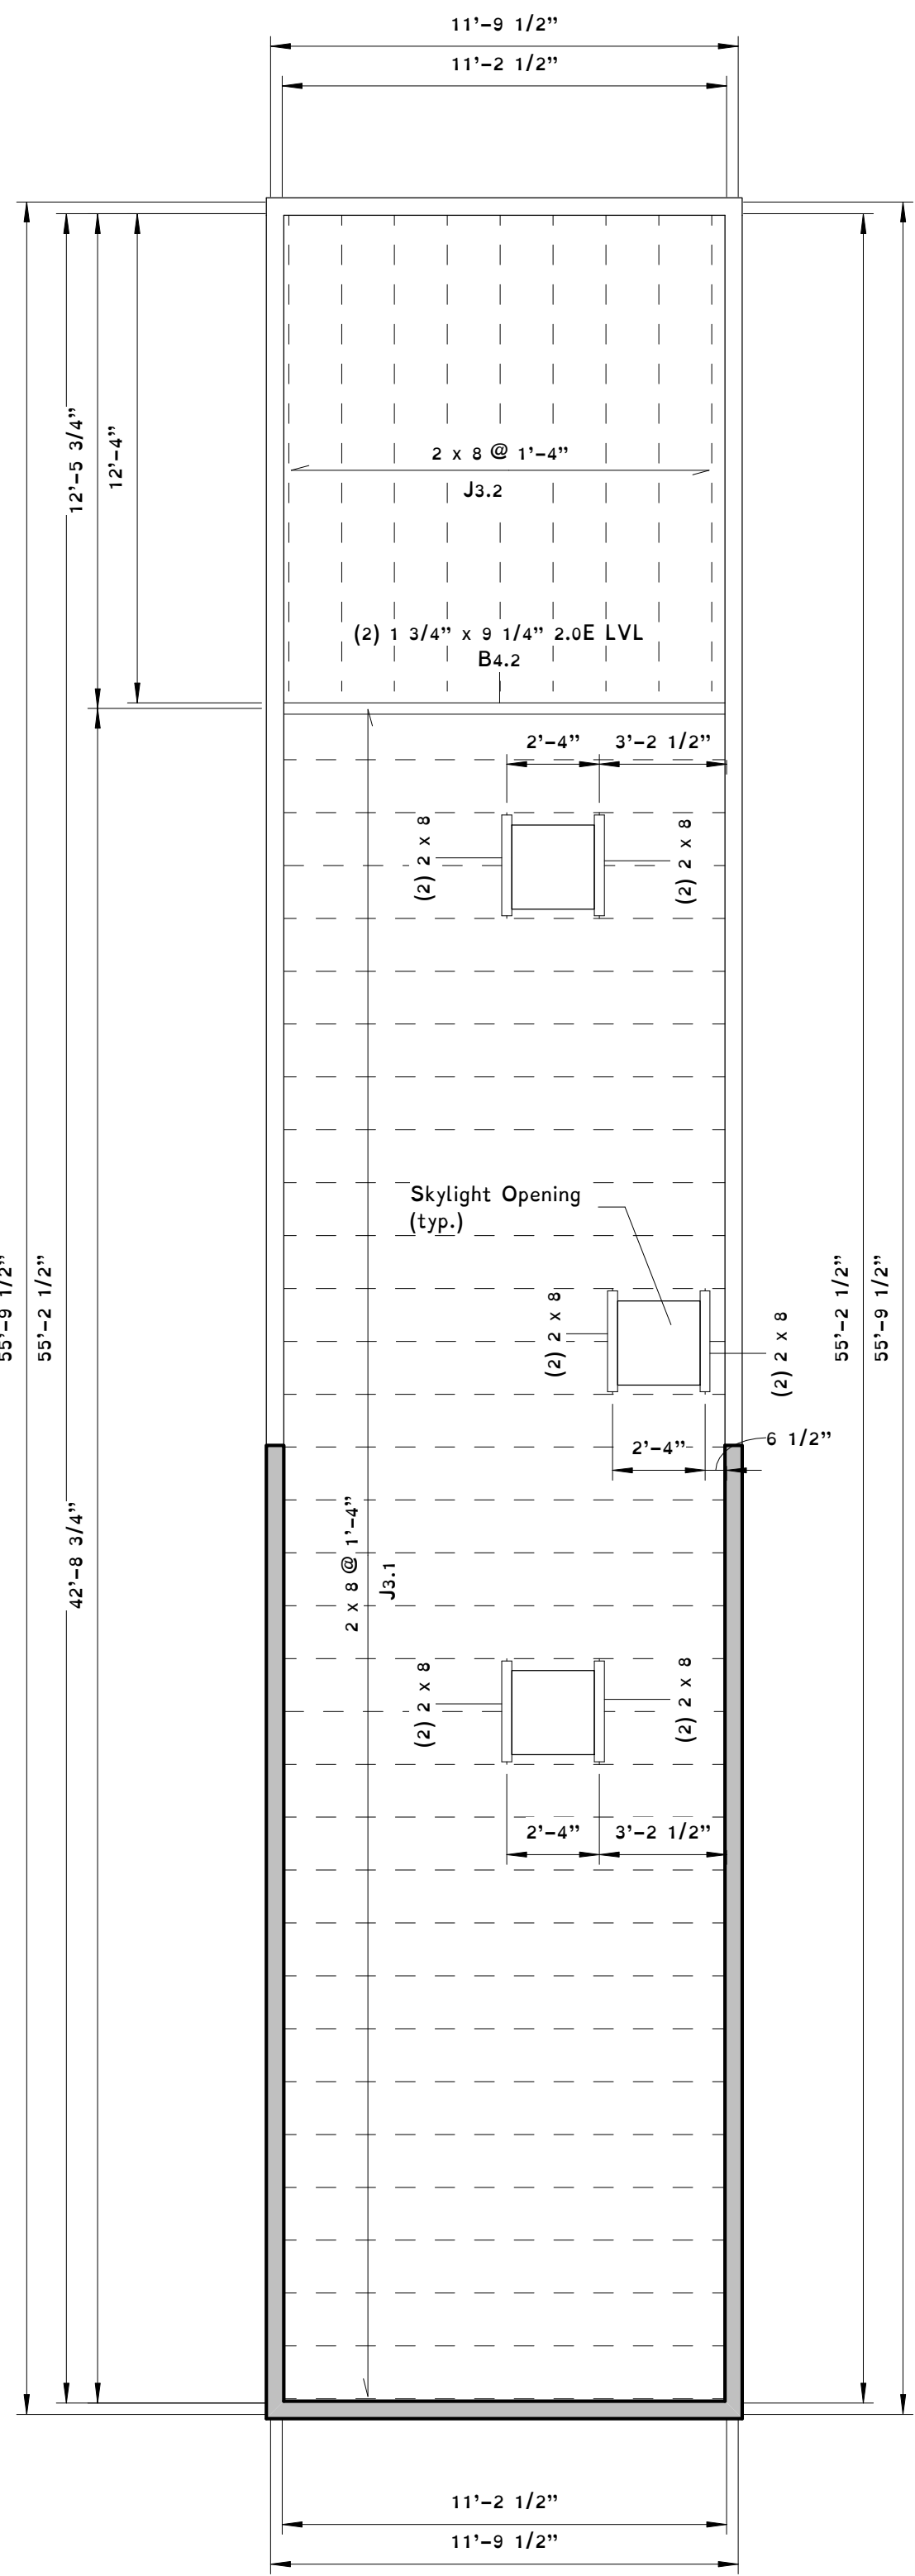 11’-9 1/2”
11’-2 1/2”
12’-5 3/4”
12’-4”
2 x 8 @ 1’-4”
J3.2
(2) 1 3/4” x 9 1/4” 2.0E LVL
B4.2
2’-4”
3’-2 1/2”
(2) 2 x 8
(2) 2 x 8
Skylight Opening
(typ.)
55’-9 1/2”
55’-2 1/2”
55’-2 1/2”
55’-9 1/2”
(2) 2 x 8
(2) 2 x 8
2’-4”
6 1/2”
42’-8 3/4”
2 x 8 @ 1’-4”
J3.1
(2) 2 x 8
(2) 2 x 8
2’-4”
3’-2 1/2”
11’-2 1/2”
11’-9 1/2”